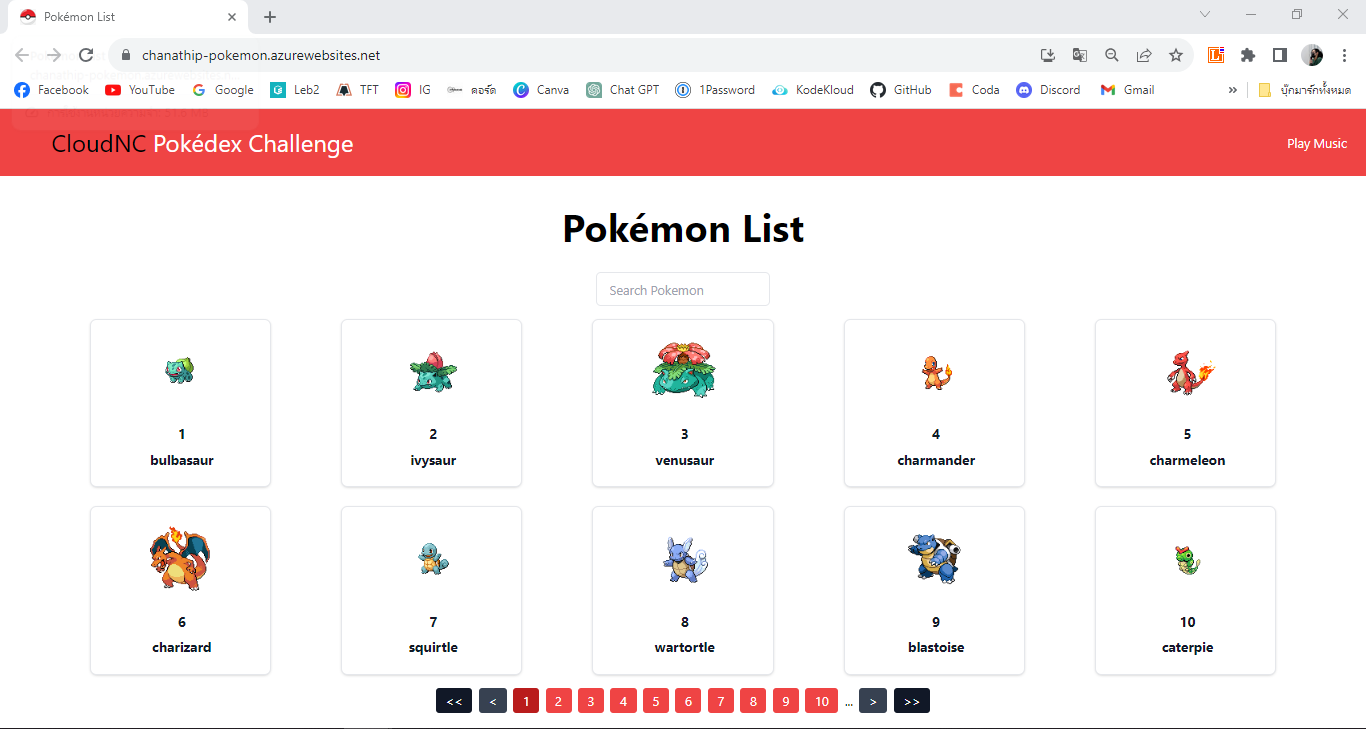 Pokémon List
chanathip-pokemon.azurewebsites.net
Facebook YouTube Google Leb2 TFT IG คอร์ด Canva Chat GPT 1Password KodeKloud GitHub Coda Discord Gmail » บุ๊กมาร์กทั้งหมด
CloudNC Pokédex Challenge Play Music
Pokémon List
Search Pokemon
1 2 3 4 5
bulbasaur ivysaur venusaur charmander charmeleon
6 7 8 9 10
charizard squirtle wartortle blastoise caterpie
<< < 1 2 3 4 5 6 7 8 9 10 ... > >>